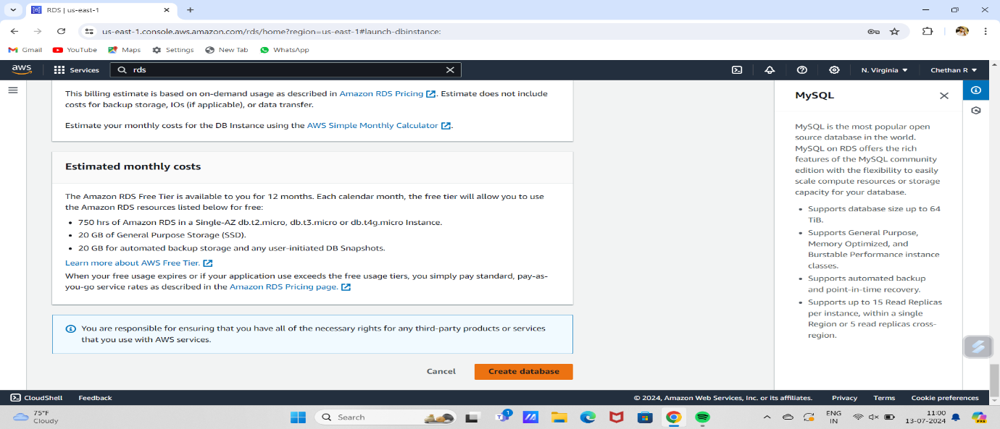 RDS | us-east-1
us-east-1.console.aws.amazon.com/rds/home?region=us-east-1#launch-dbinstance:
Gmail YouTube Maps Settings New Tab WhatsApp
aws Services rds N. Virginia Chethan R
This billing estimate is based on on-demand usage as described in Amazon RDS Pricing. Estimate does not include
costs for backup storage, IOs (if applicable), or data transfer.
Estimate your monthly costs for the DB Instance using the AWS Simple Monthly Calculator.
Estimated monthly costs
The Amazon RDS Free Tier is available to you for 12 months. Each calendar month, the free tier will allow you to use
the Amazon RDS resources listed below for free:
• 750 hrs of Amazon RDS in a Single-AZ db.t2.micro, db.t3.micro or db.t4g.micro Instance.
• 20 GB of General Purpose Storage (SSD).
• 20 GB for automated backup storage and any user-initiated DB Snapshots.
Learn more about AWS Free Tier.
When your free usage expires or if your application use exceeds the free usage tiers, you simply pay standard, pay-as-
you-go service rates as described in the Amazon RDS Pricing page.
You are responsible for ensuring that you have all of the necessary rights for any third-party products or services
that you use with AWS services.
Cancel Create database
MySQL
MySQL is the most popular open
source database in the world.
MySQL on RDS offers the rich
features of the MySQL community
edition with the flexibility to easily
scale compute resources or storage
capacity for your database.
• Supports database size up to 64
TiB.
• Supports General Purpose,
Memory Optimized, and
Burstable Performance instance
classes.
• Supports automated backup
and point-in-time recovery.
• Supports up to 15 Read Replicas
per instance, within a single
Region or 5 read replicas cross-
region.
CloudShell Feedback © 2024, Amazon Web Services, Inc. or its affiliates. Privacy Terms Cookie preferences
75°F
Cloudy
Search
1
ENG
IN
11:00
13-07-2024